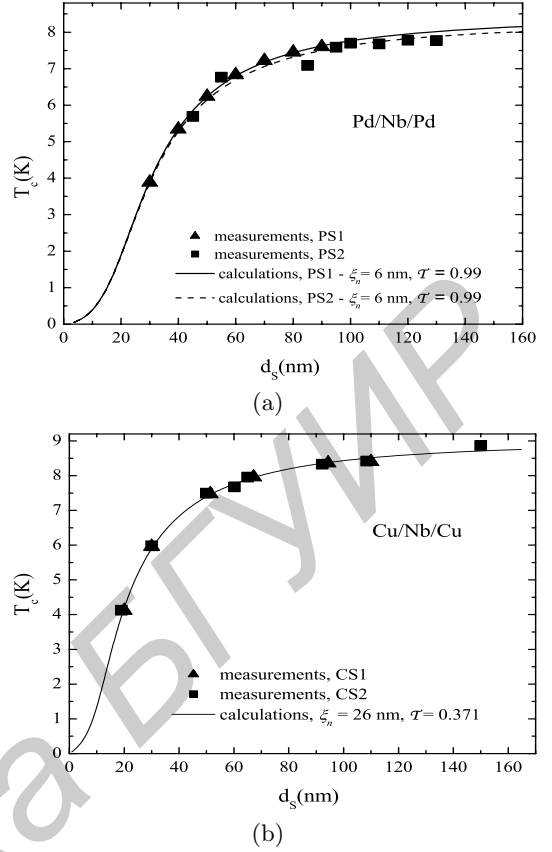 8
7
6
5
4
3
2
1
0
T_c(K)
Pd/Nb/Pd
measurements, PS1
measurements, PS2
calculations, PS1 - ξ_n = 6 nm, 𝒯 = 0.99
calculations, PS2 - ξ_n = 6 nm, 𝒯 = 0.99
0 20 40 60 80 100 120 140 160
d_S(nm)
(a)
9
8
7
6
5
4
3
2
1
0
T_c(K)
Cu/Nb/Cu
measurements, CS1
measurements, CS2
calculations, ξ_n = 26 nm, 𝒯 = 0.371
0 20 40 60 80 100 120 140 160
d_S(nm)
(b)
а БГУИР